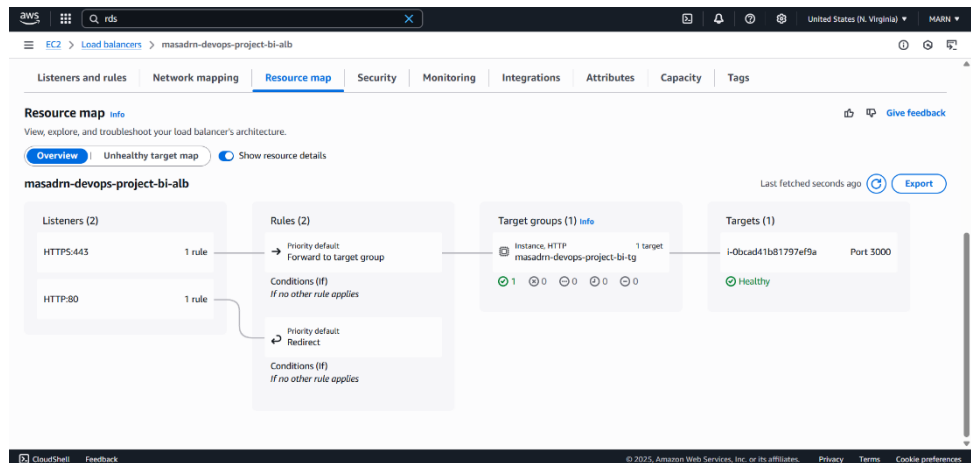 aws
rds
United States (N. Virginia)
MARN
EC2 > Load balancers > masadrn-devops-project-bi-alb
Listeners and rules
Network mapping
Resource map
Security
Monitoring
Integrations
Attributes
Capacity
Tags
Resource map Info
Give feedback
View, explore, and troubleshoot your load balancer's architecture.
Overview
Unhealthy target map
Show resource details
masadrn-devops-project-bi-alb
Last fetched seconds ago
Export
Listeners (2)
HTTPS:443 1 rule
HTTP:80 1 rule
Rules (2)
Priority default
Forward to target group
Conditions (If)
If no other rule applies
Priority default
Redirect
Conditions (If)
If no other rule applies
Target groups (1) Info
Instance, HTTP 1 target
masadrn-devops-project-bi-tg
1 0 0 0 0
Targets (1)
i-0bcad41b81797ef9a Port 3000
Healthy
CloudShell Feedback
© 2025, Amazon Web Services, Inc. or its affiliates. Privacy Terms Cookie preferences